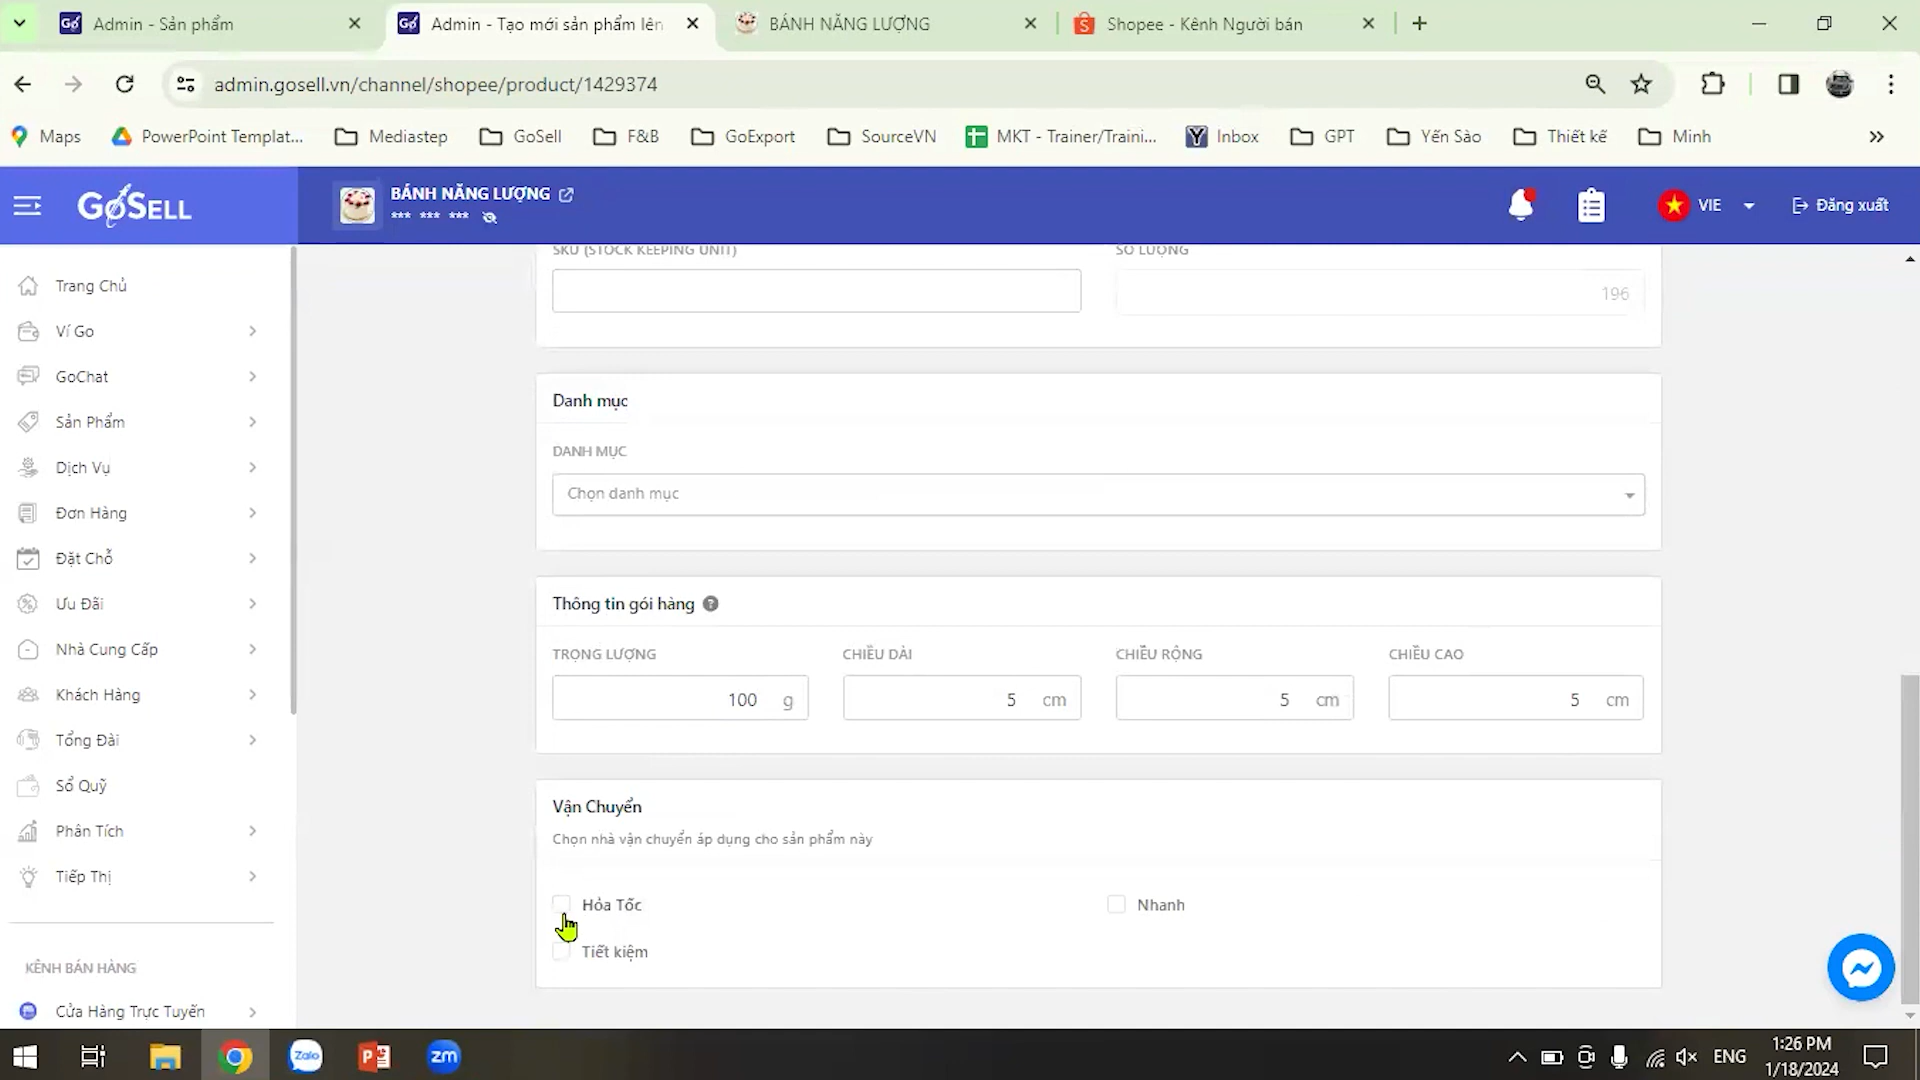 Admin - Sản phẩm
Admin - Tạo mới sản phẩm lên
BÁNH NĂNG LƯỢNG
Shopee - Kênh Người bán
admin.gosell.vn/channel/shopee/product/1429374
Maps
PowerPoint Templat...
Mediastep
GoSell
F&B
GoExport
SourceVN
MKT - Trainer/Traini...
Inbox
GPT
Yến Sào
Thiết kế
Minh
GoSELL
BÁNH NĂNG LƯỢNG
*** *** ***
VIE
Đăng xuất
Trang Chủ
Ví Go
GoChat
Sản Phẩm
Dịch Vụ
Đơn Hàng
Đặt Chỗ
Ưu Đãi
Nhà Cung Cấp
Khách Hàng
Tổng Đài
Sổ Quỹ
Phân Tích
Tiếp Thị
KÊNH BÁN HÀNG
Cửa Hàng Trực Tuyến
SKU (STOCK KEEPING UNIT)
SỐ LƯỢNG
196
Danh mục
DANH MỤC
Chọn danh mục
Thông tin gói hàng
TRỌNG LƯỢNG
CHIỀU DÀI
CHIỀU RỘNG
CHIỀU CAO
100 g
5 cm
5 cm
5 cm
Vận Chuyển
Chọn nhà vận chuyển áp dụng cho sản phẩm này
Hỏa Tốc
Nhanh
Tiết kiệm
Zalo
zm
ENG
1:26 PM
1/18/2024